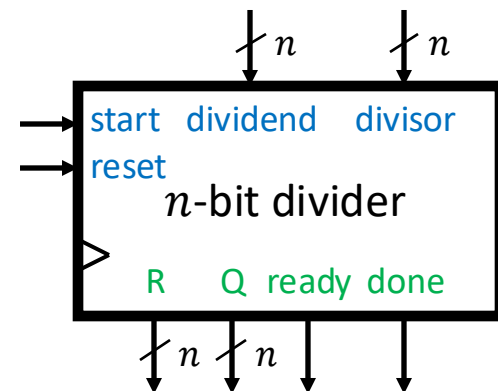 n n
start dividend divisor
reset
n-bit divider
R Q ready done
n n